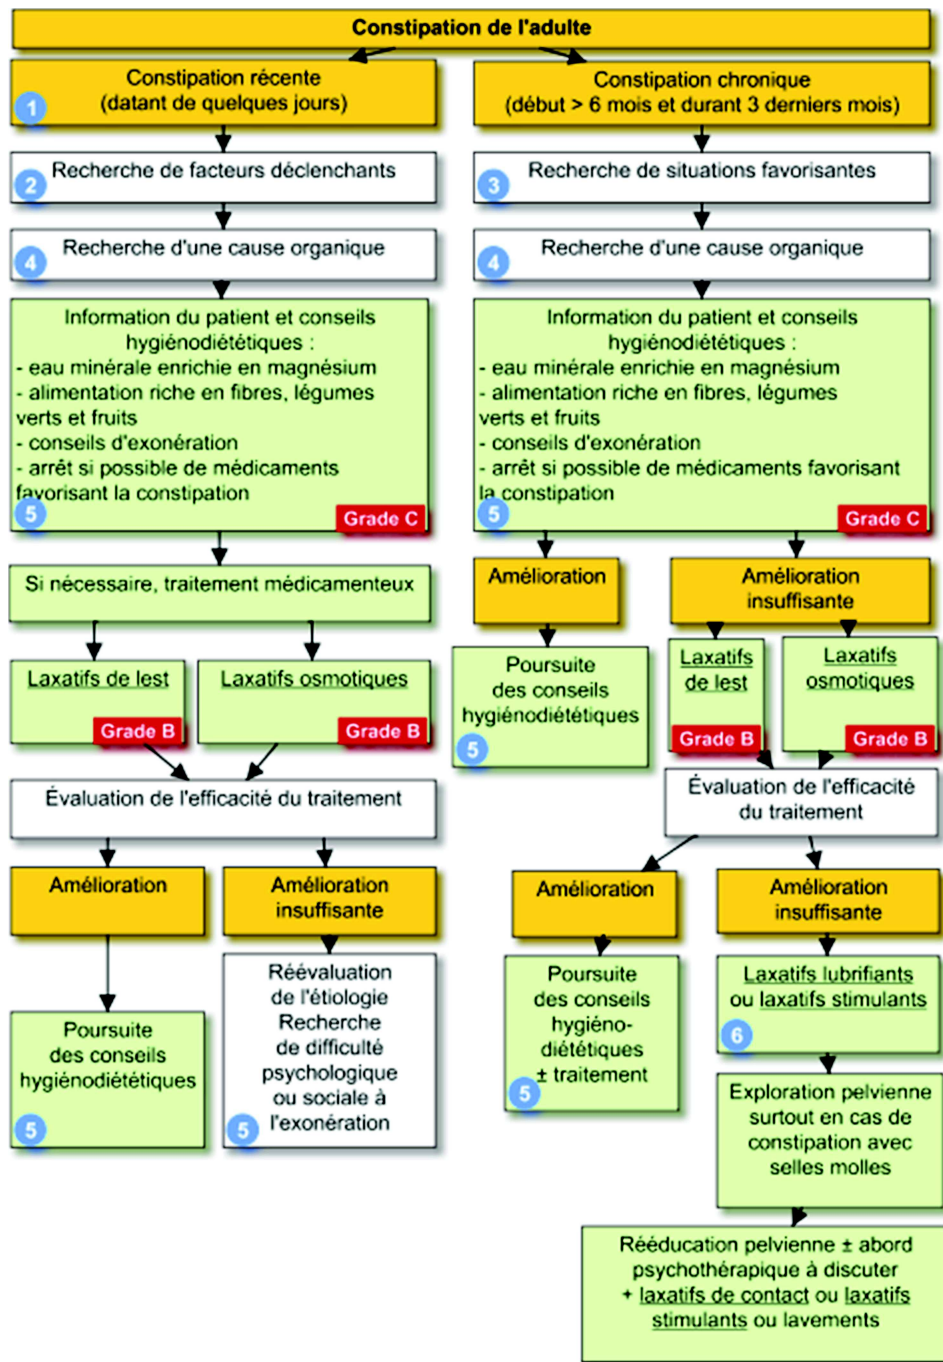 Constipation de l'adulte
Constipation récente
(datant de quelques jours)
1
Recherche de facteurs déclenchants
2
Recherche d'une cause organique
4
Information du patient et conseils
hygiénodiététiques :
- eau minérale enrichie en magnésium
- alimentation riche en fibres, légumes
verts et fruits
- conseils d'exonération
- arrêt si possible de médicaments
favorisant la constipation
5
Grade C
Si nécessaire, traitement médicamenteux
Laxatifs de lest
Grade B
Laxatifs osmotiques
Grade B
Évaluation de l'efficacité du traitement
Amélioration
Poursuite
des conseils
hygiénodiététiques
5
Amélioration
insuffisante
Réévaluation
de l'étiologie
Recherche
de difficulté
psychologique
ou sociale à
l'exonération
5
Constipation chronique
(début > 6 mois et durant 3 derniers mois)
Recherche de situations favorisantes
3
Recherche d'une cause organique
4
Information du patient et conseils
hygiénodiététiques :
- eau minérale enrichie en magnésium
- alimentation riche en fibres, légumes
verts et fruits
- conseils d'exonération
- arrêt si possible de médicaments favorisant
la constipation
5
Grade C
Amélioration
Poursuite
des conseils
hygiénodiététiques
5
Amélioration
insuffisante
Laxatifs
de lest
Grade B
Laxatifs
osmotiques
Grade B
Évaluation de l'efficacité
du traitement
Amélioration
Poursuite
des conseils
hygiéno-
diététiques
± traitement
5
Amélioration
insuffisante
Laxatifs lubrifiants
ou laxatifs stimulants
6
Exploration pelvienne
surtout en cas de
constipation avec
selles molles
Rééducation pelvienne ± abord
psychothérapique à discuter
+ laxatifs de contact ou laxatifs
stimulants ou lavements